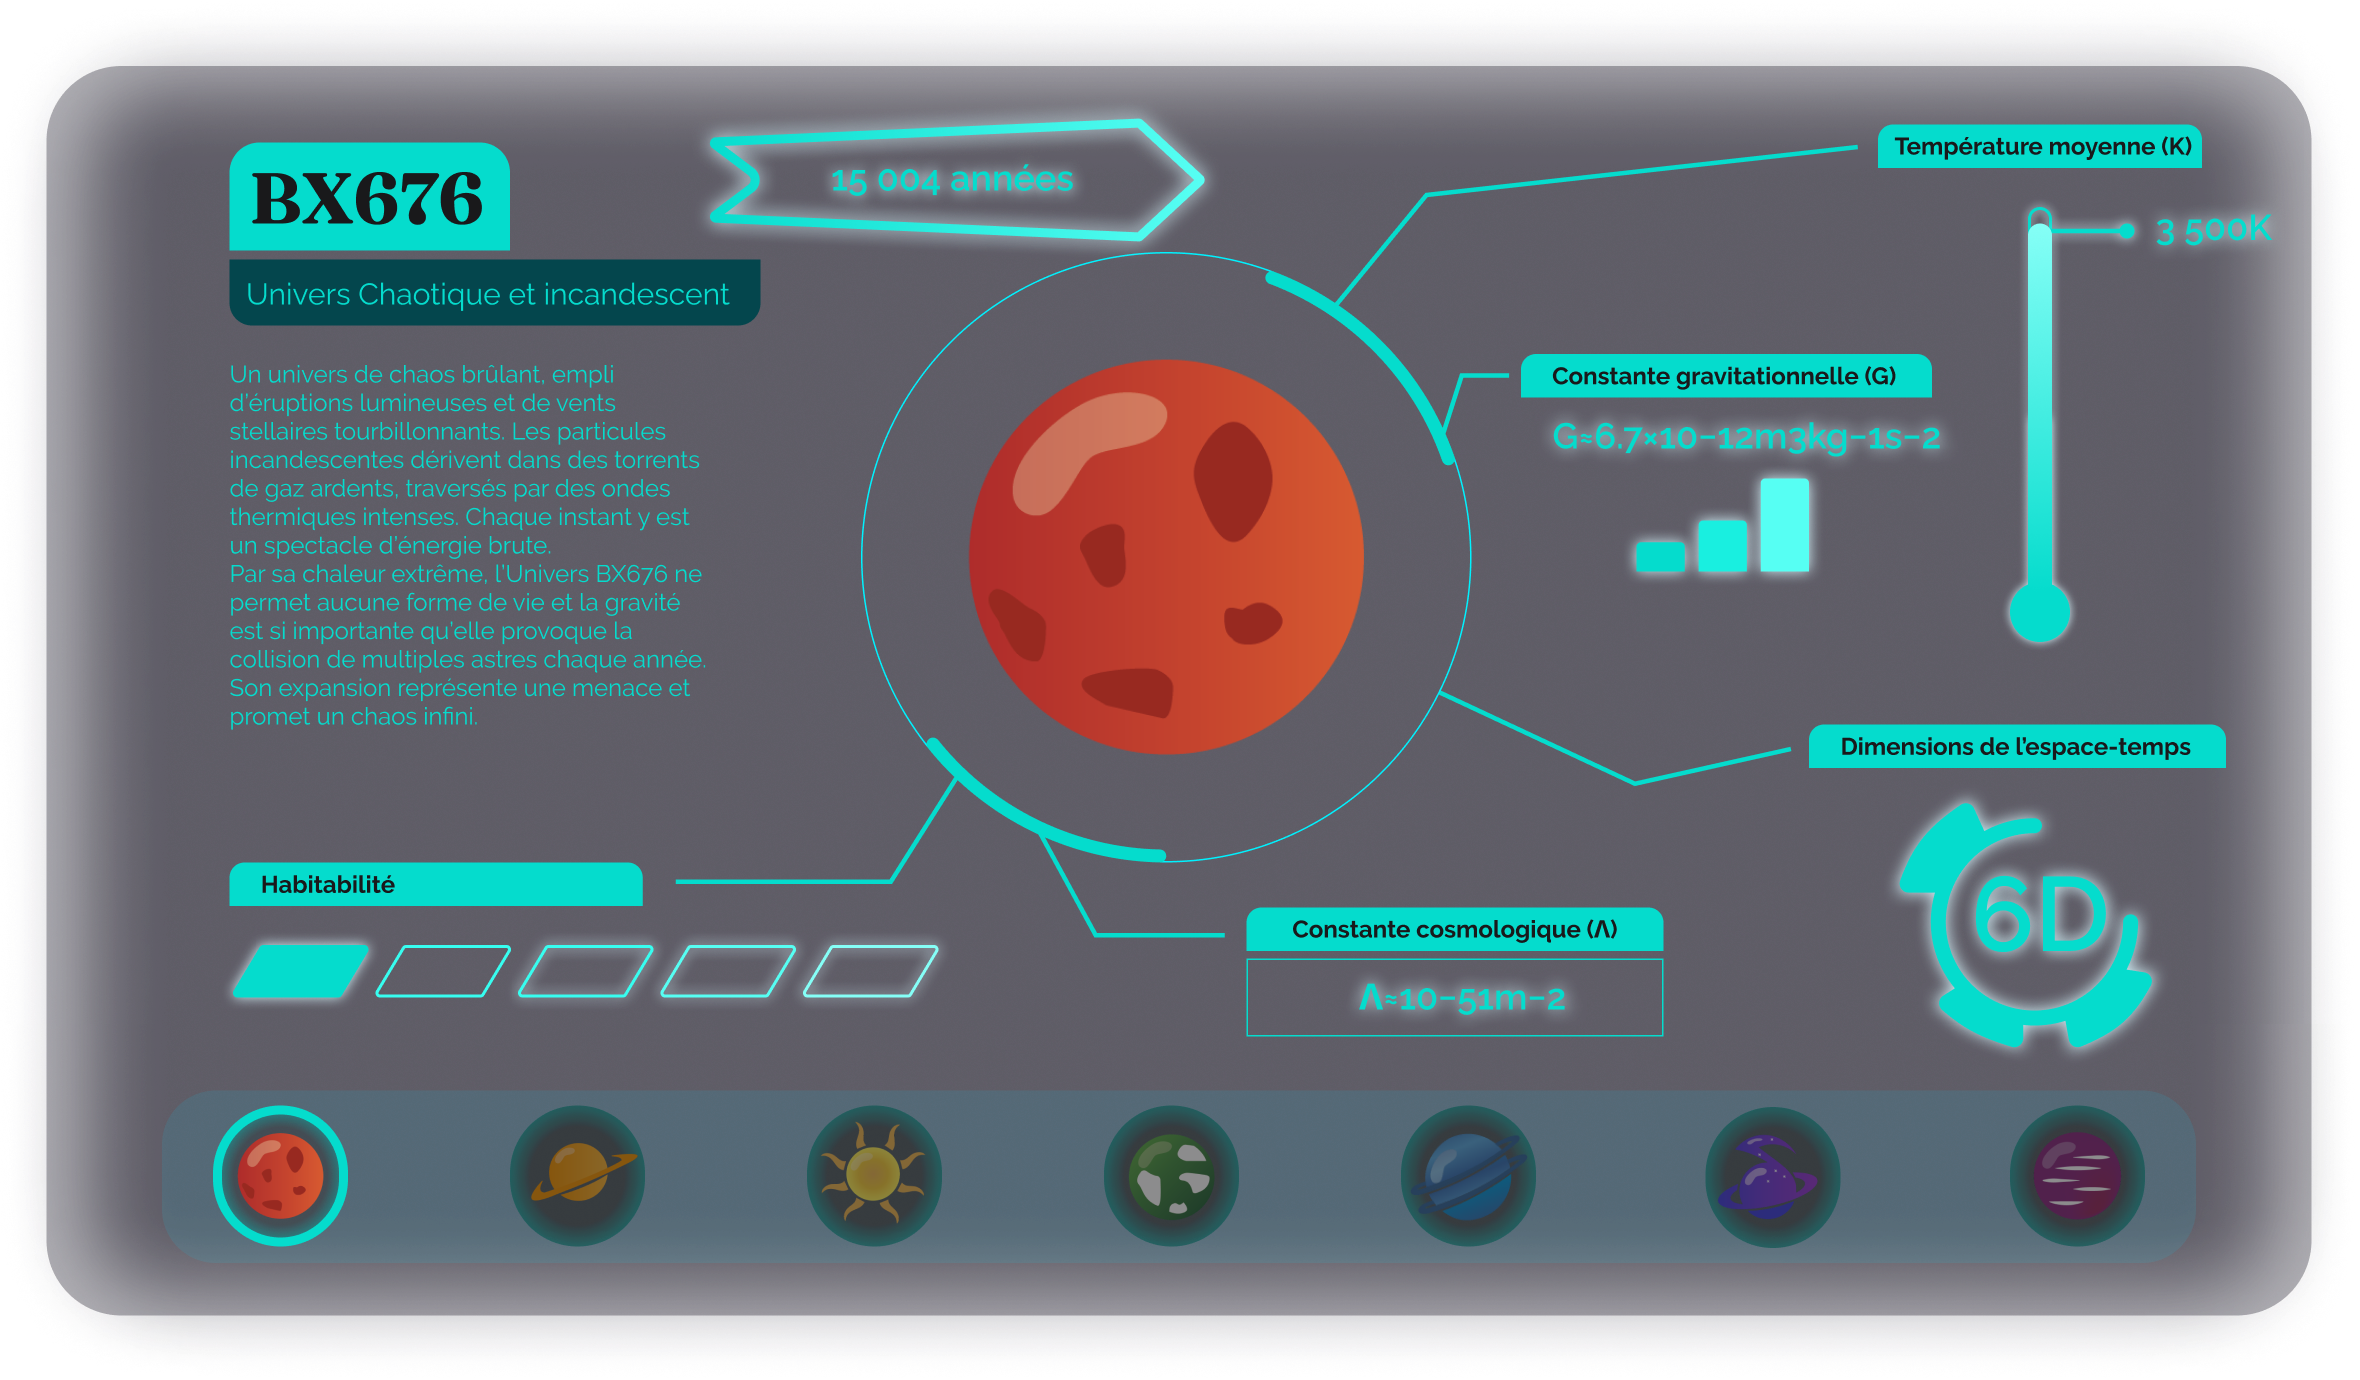 BX676
Univers Chaotique et incandescent
15 004 années
Un univers de chaos brûlant, empli
d'éruptions lumineuses et de vents
stellaires tourbillonnants. Les particules
incandescentes dérivent dans des torrents
de gaz ardents, traversés par des ondes
thermiques intenses. Chaque instant y est
un spectacle d'énergie brute.
Par sa chaleur extrême, l'Univers BX676 ne
permet aucune forme de vie et la gravité
est si importante qu'elle provoque la
collision de multiples astres chaque année.
Son expansion représente une menace et
promet un chaos infini.
Température moyenne (K)
3 500K
Constante gravitationnelle (G)
G≈6.7×10−12m3kg−1s−2
Dimensions de l'espace-temps
6D
Habitabilité
Constante cosmologique (Λ)
Λ≈10−51m−2